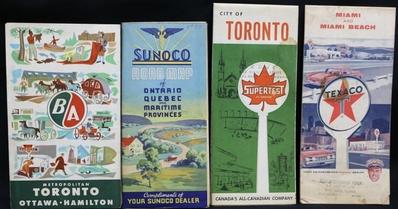 B/A
METROPOLITAN
TORONTO
OTTAWA · HAMILTON
SUNOCO
ROAD MAP
OF
ONTARIO
QUEBEC
AND THE
MARITIME
PROVINCES
Compliments of
YOUR SUNOCO DEALER
CITY OF
TORONTO
SUPERTEST
CANADA'S ALL-CANADIAN COMPANY
MIAMI
AND
MIAMI BEACH
TEXACO
T